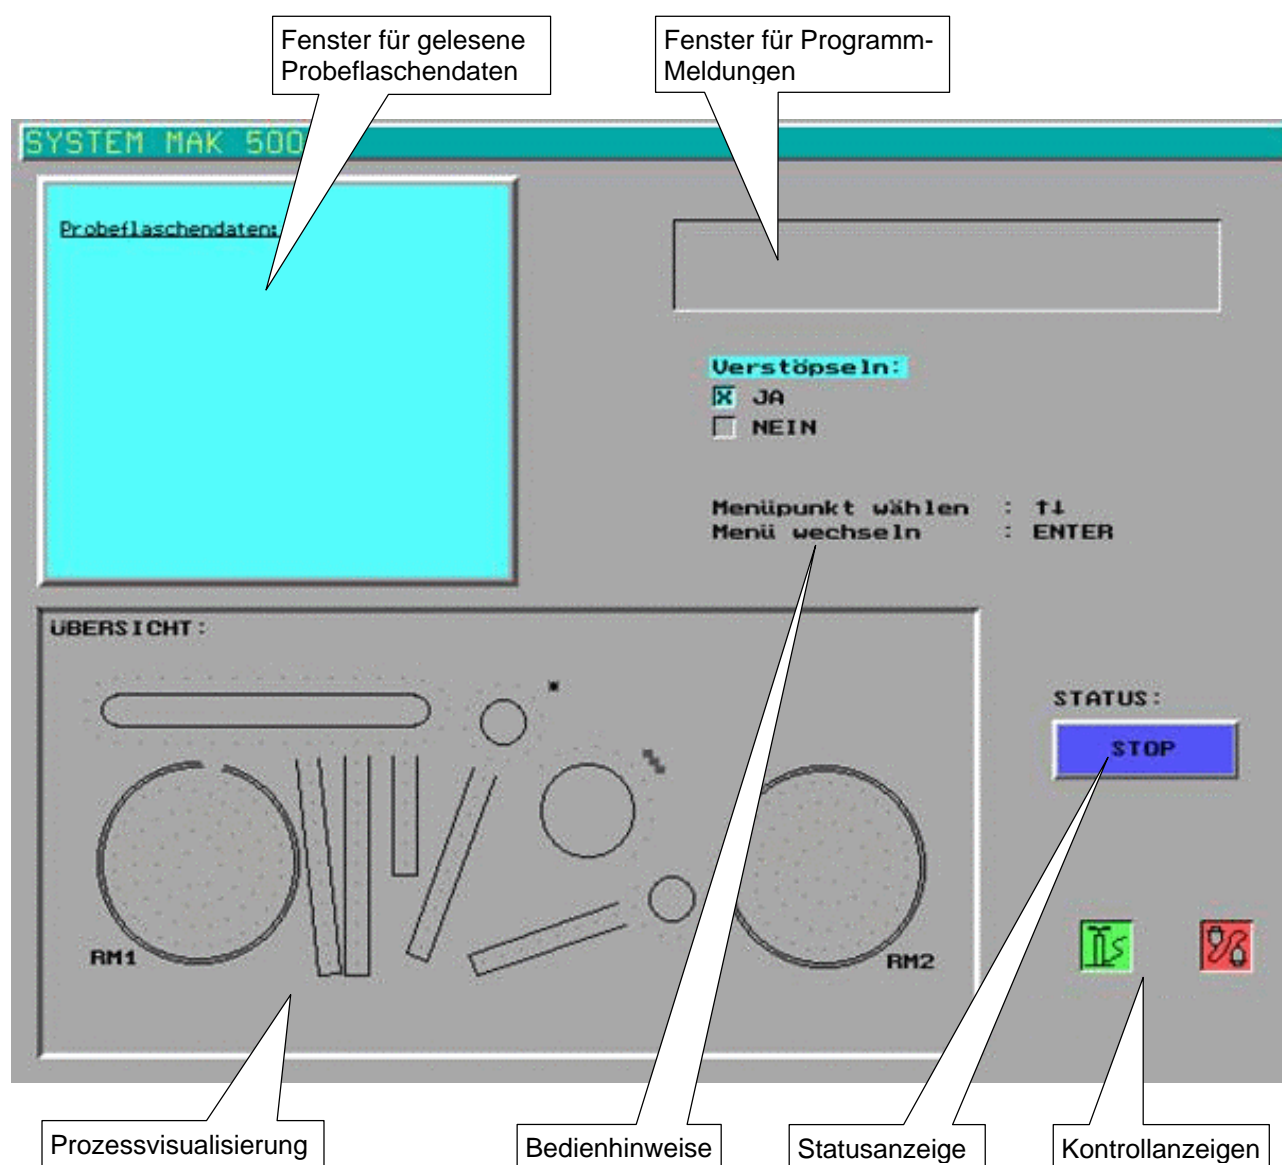 Fenster für gelesene
Probeflaschendaten
Fenster für Programm-
Meldungen
SYSTEM MAK 500
Probeflaschendaten:
Verstöpseln:
X JA
NEIN
Menüpunkt wählen : ↑↓
Menü wechseln : ENTER
ÜBERSICHT:
RM1
RM2
STATUS:
STOP
Prozessvisualisierung
Bedienhinweise
Statusanzeige
Kontrollanzeigen